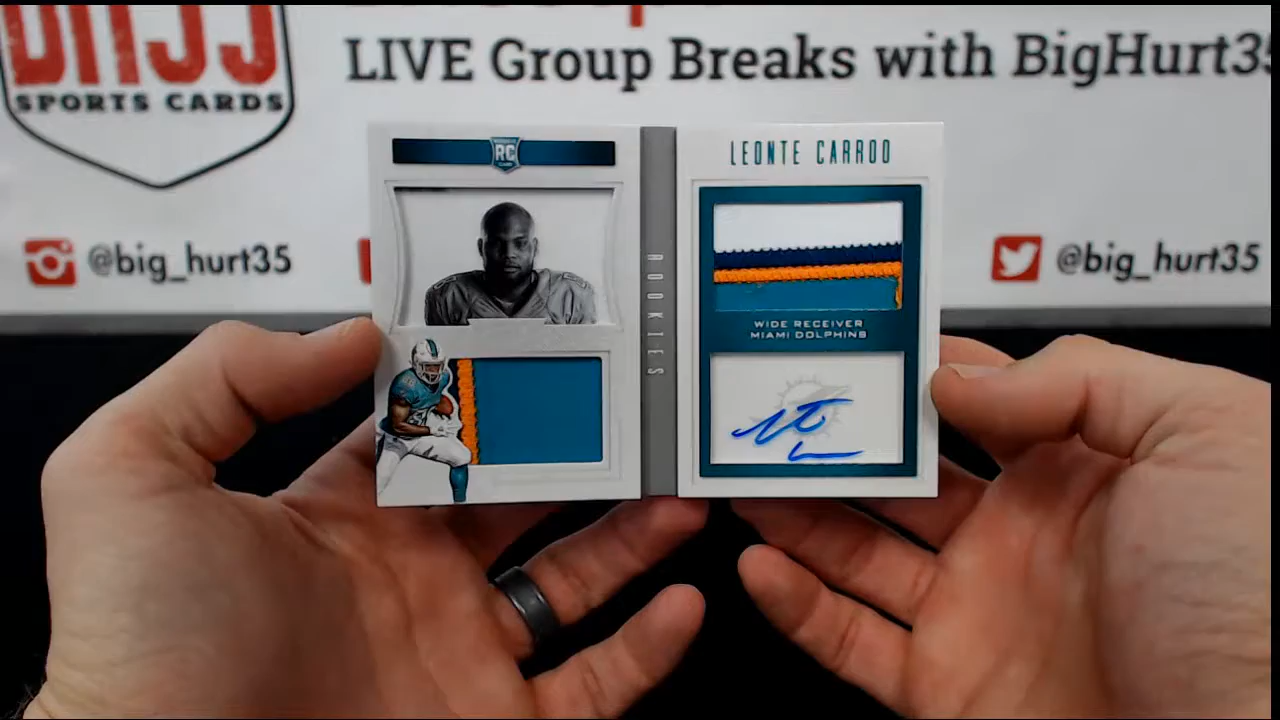 SPORTS CARDS
LIVE Group Breaks with BigHurt35
@big_hurt35
@big_hurt35
RC
ROOKIES
LEONTE CARROO
WIDE RECEIVER
MIAMI DOLPHINS